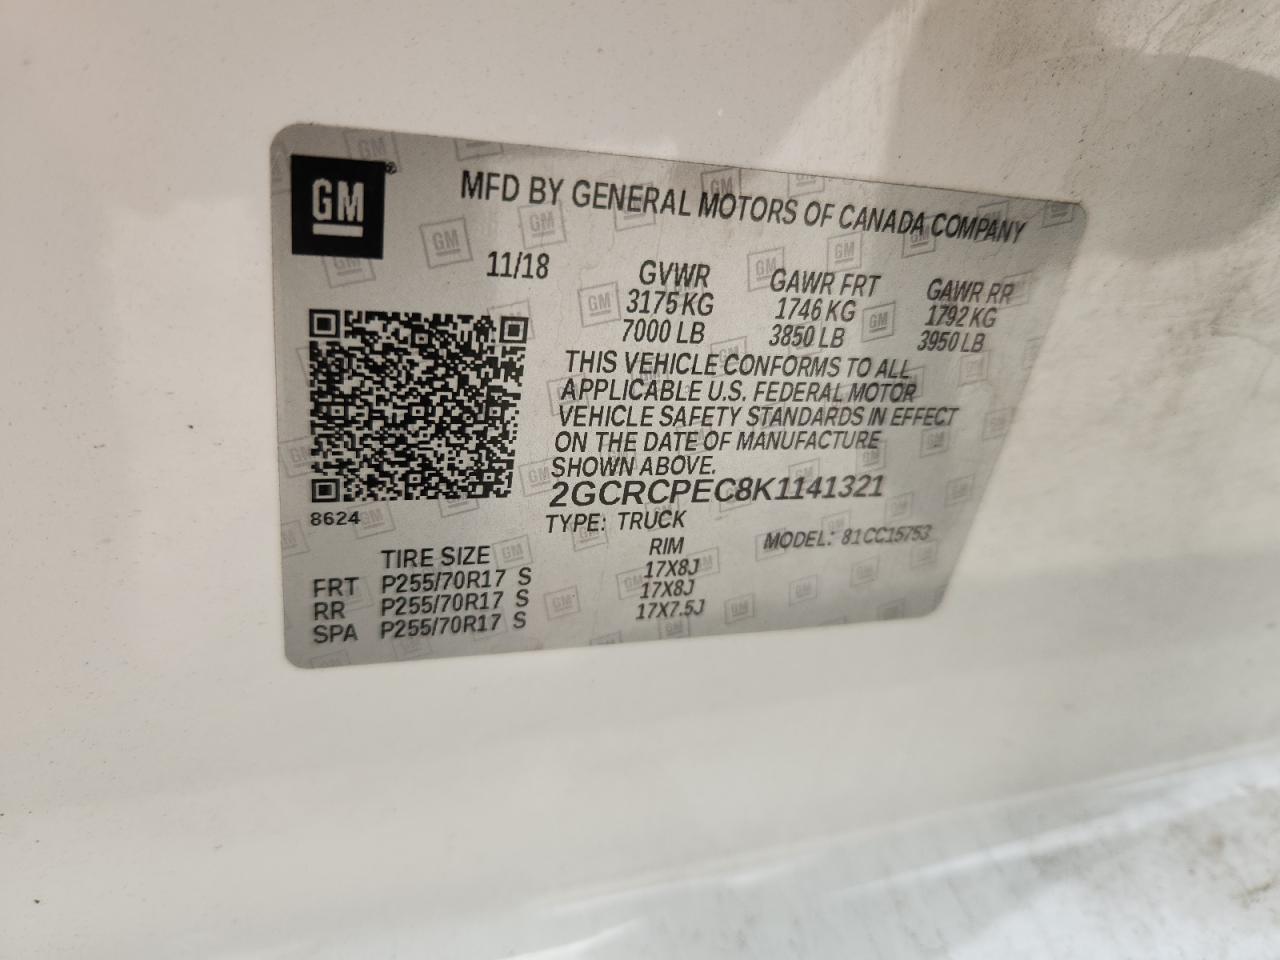 GM
MFD BY GENERAL MOTORS OF CANADA COMPANY
11/18
GVWR GAWR FRT GAWR RR
3175 KG 1746 KG 1792 KG
7000 LB 3850 LB 3950 LB
THIS VEHICLE CONFORMS TO ALL
APPLICABLE U.S. FEDERAL MOTOR
VEHICLE SAFETY STANDARDS IN EFFECT
ON THE DATE OF MANUFACTURE
SHOWN ABOVE.
2GCRCPEC8K1141321
8624
TYPE: TRUCK MODEL: 81CC15753
TIRE SIZE RIM
FRT P255/70R17 S 17X8J
RR P255/70R17 S 17X8J
SPA P255/70R17 S 17X7.5J